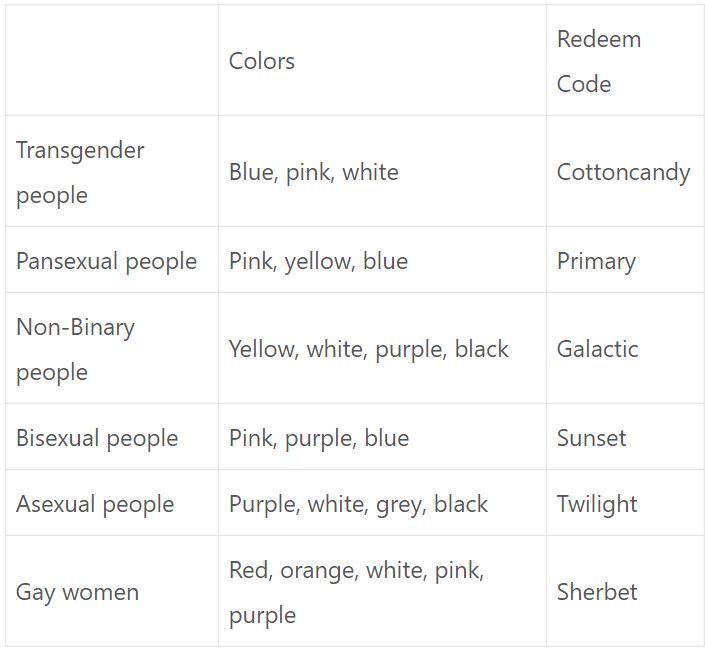 Colors
Redeem
Code
Transgender
people
Blue, pink, white
Cottoncandy
Pansexual people
Pink, yellow, blue
Primary
Non-Binary
people
Yellow, white, purple, black
Galactic
Bisexual people
Pink, purple, blue
Sunset
Asexual people
Purple, white, grey, black
Twilight
Gay women
Red, orange, white, pink,
purple
Sherbet